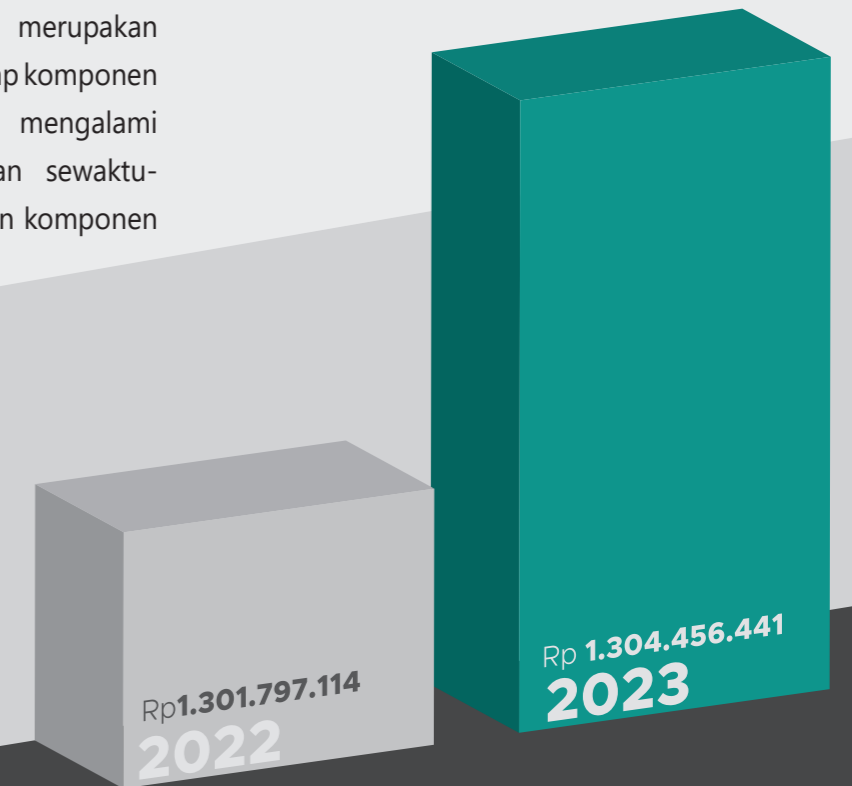 merupakan
komponen
mengalami
sewaktu-
komponen
Rp 1.304.456.441
2023
Rp1.301.797.114
2022